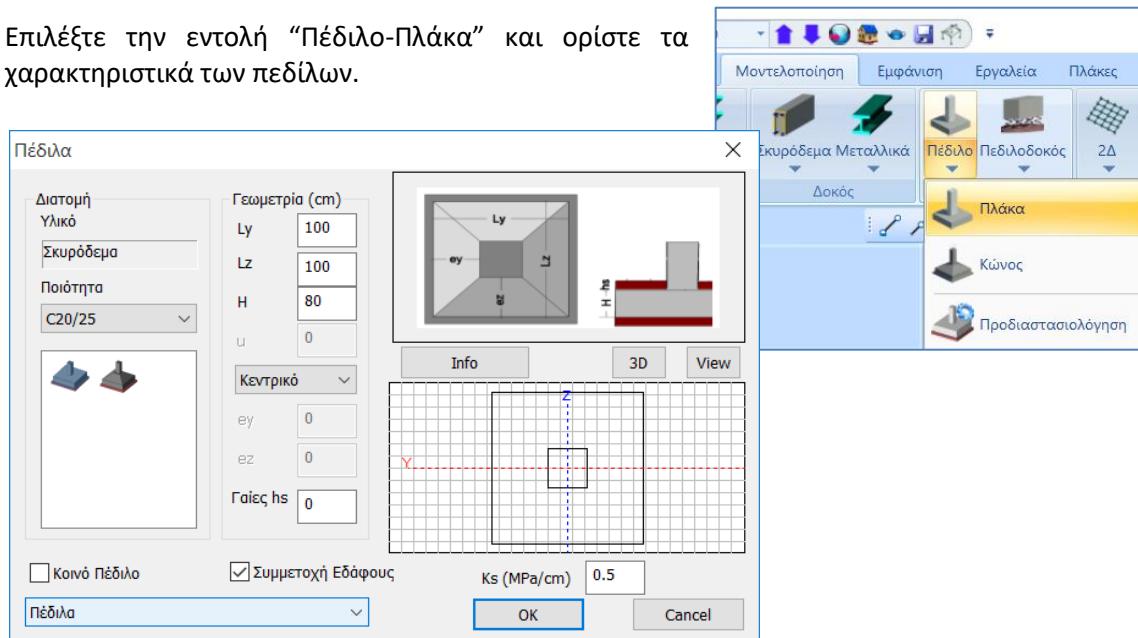 Επιλέξτε την εντολή “Πέδιλο-Πλάκα” και ορίστε τα
χαρακτηριστικά των πεδίλων.
Μοντελοποίηση Εμφάνιση Εργαλεία Πλάκες
Σκυρόδεμα Μεταλλικά Πέδιλο Πεδιλοδοκός 2Δ
Δοκός
Πλάκα
Κώνος
Προδιαστασιολόγηση
Πέδιλα
Διατομή
Υλικό
Σκυρόδεμα
Ποιότητα
C20/25
Γεωμετρία (cm)
Ly 100
Lz 100
H 80
u 0
Κεντρικό
ey 0
ez 0
Γαίες hs 0
Ly
ey
Lz
ez
H hs
Info 3D View
Z
Y
Κοινό Πέδιλο
Συμμετοχή Εδάφους
Ks (MPa/cm) 0.5
Πέδιλα
OK Cancel